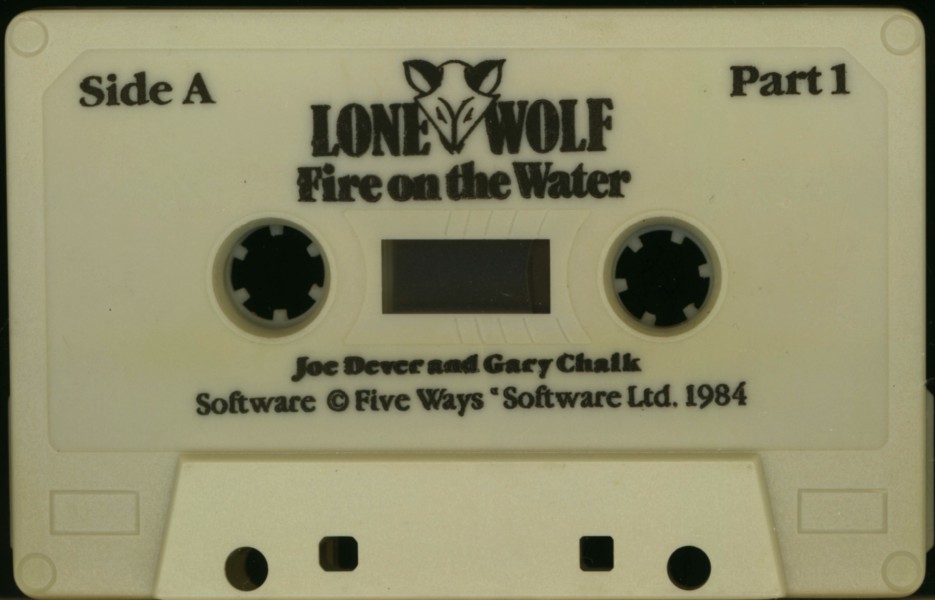 Side A
Part 1
LONE WOLF
Fire on the Water
Joe Dever and Gary Chalk
Software © Five Ways Software Ltd. 1984